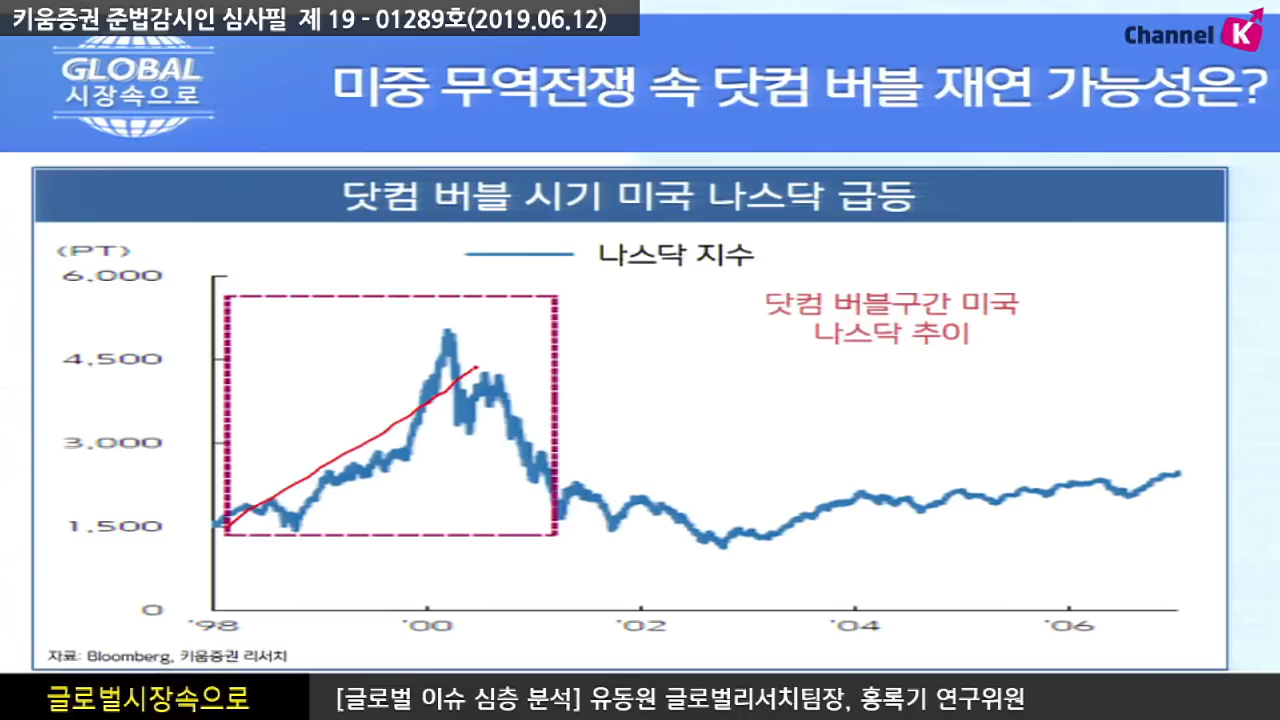 키움증권 준법감시인 심사필 제 19 - 01289호(2019.06.12)
Channel K
GLOBAL
시장속으로
미중 무역전쟁 속 닷컴 버블 재연 가능성은?
닷컴 버블 시기 미국 나스닥 급등
(PT)
나스닥 지수
6,000
4,500
3,000
1,500
0
닷컴 버블구간 미국
나스닥 추이
'98 '00 '02 '04 '06
자료: Bloomberg, 키움증권 리서치
글로벌시장속으로
[글로벌 이슈 심층 분석] 유동원 글로벌리서치팀장, 홍록기 연구위원